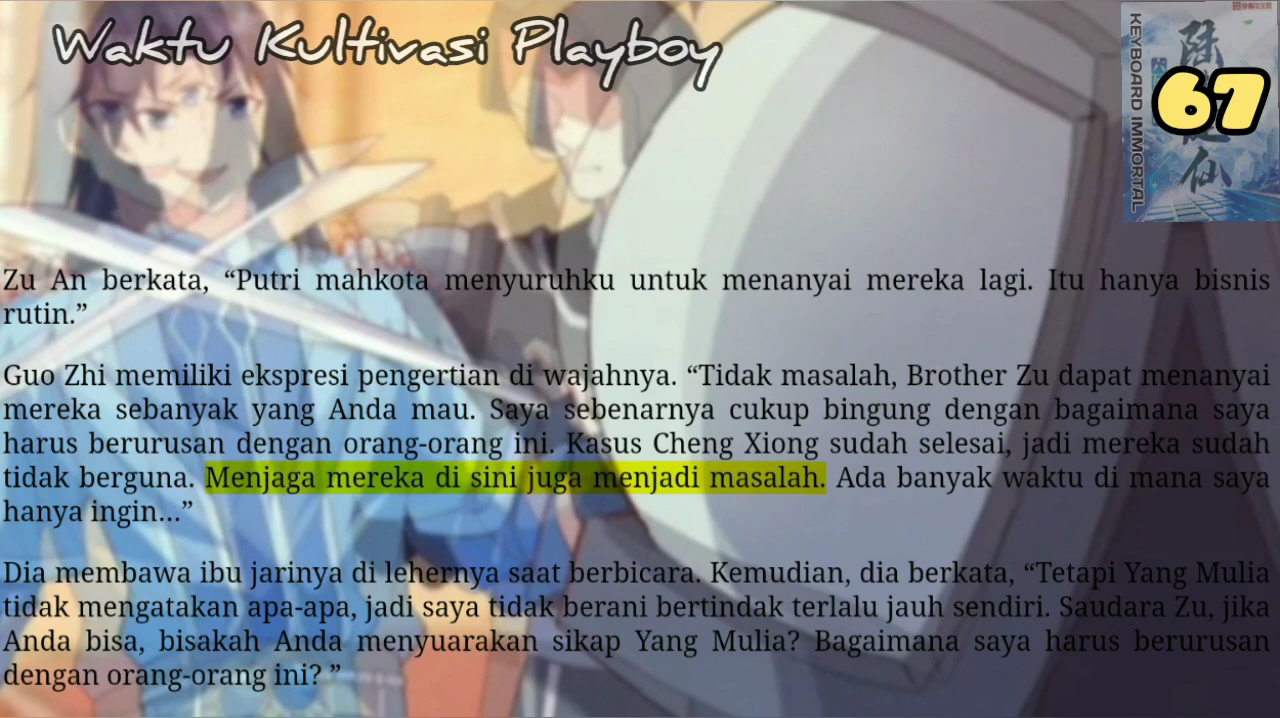 Waktu Kultivasi Playboy
KEYBOARD IMMORTAL
67
仙
Zu An berkata, “Putri mahkota menyuruhku untuk menanyai mereka lagi. Itu hanya bisnis
rutin.”
Guo Zhi memiliki ekspresi pengertian di wajahnya. “Tidak masalah, Brother Zu dapat menanyai
mereka sebanyak yang Anda mau. Saya sebenarnya cukup bingung dengan bagaimana saya
harus berurusan dengan orang-orang ini. Kasus Cheng Xiong sudah selesai, jadi mereka sudah
tidak berguna. Menjaga mereka di sini juga menjadi masalah. Ada banyak waktu di mana saya
hanya ingin...”
Dia membawa ibu jarinya di lehernya saat berbicara. Kemudian, dia berkata, “Tetapi Yang Mulia
tidak mengatakan apa-apa, jadi saya tidak berani bertindak terlalu jauh sendiri. Saudara Zu, jika
Anda bisa, bisakah Anda menyuarakan sikap Yang Mulia? Bagaimana saya harus berurusan
dengan orang-orang ini? ”